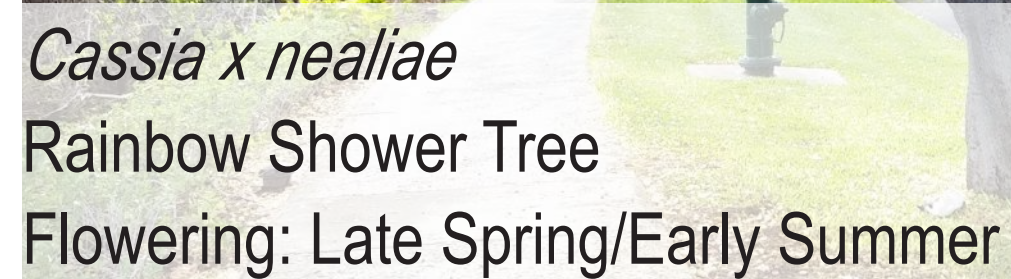 Cassia x nealiae
Rainbow Shower Tree
Flowering: Late Spring/Early Summer